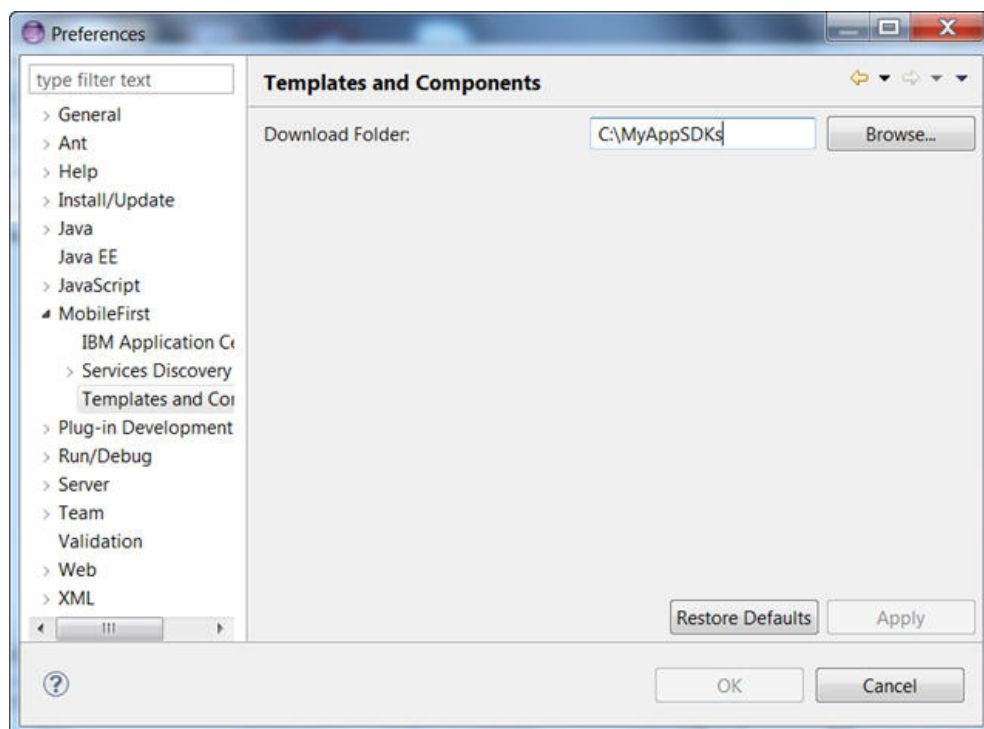 Preferences
type filter text
Templates and Components
General
Download Folder:
C:\MyAppSDKs
Browse...
Ant
Help
Install/Update
Java
Java EE
JavaScript
MobileFirst
IBM Application Ce
Services Discovery
Templates and Cor
Plug-in Development
Run/Debug
Server
Team
Validation
Web
XML
Restore Defaults
Apply
OK
Cancel